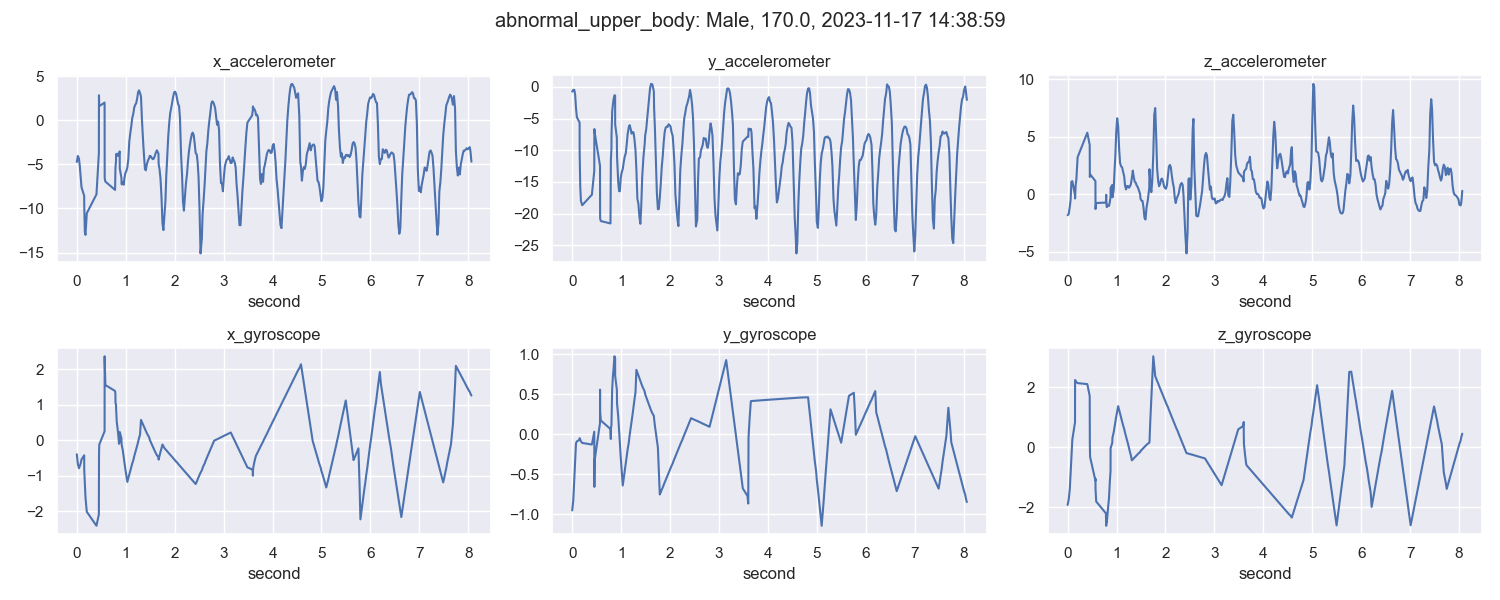 abnormal_upper_body: Male, 170.0, 2023-11-17 14:38:59
x_accelerometer
5
0
−5
−10
−15
0 1 2 3 4 5 6 7 8
second
y_accelerometer
0
−5
−10
−15
−20
−25
0 1 2 3 4 5 6 7 8
second
z_accelerometer
10
5
0
−5
0 1 2 3 4 5 6 7 8
second
x_gyroscope
2
1
0
−1
−2
0 1 2 3 4 5 6 7 8
second
y_gyroscope
1.0
0.5
0.0
−0.5
−1.0
0 1 2 3 4 5 6 7 8
second
z_gyroscope
2
0
−2
0 1 2 3 4 5 6 7 8
second